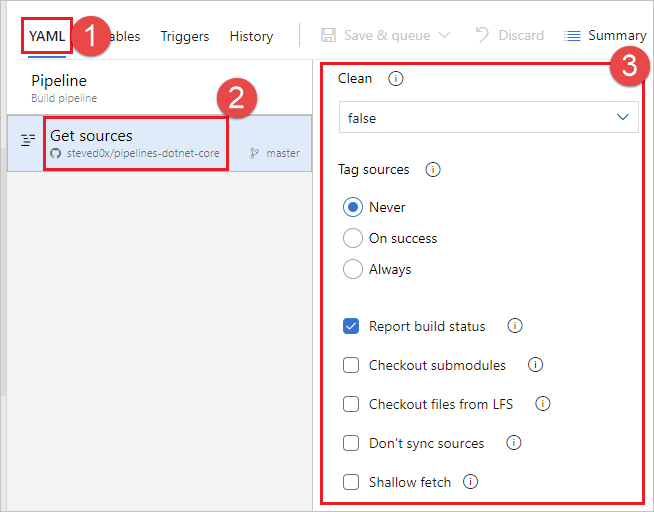 YAML 1 ables Triggers History Save & queue Discard Summary
Pipeline
Build pipeline
2
Get sources
steved0x/pipelines-dotnet-core master
3
Clean
false
Tag sources
Never
On success
Always
Report build status
Checkout submodules
Checkout files from LFS
Don't sync sources
Shallow fetch